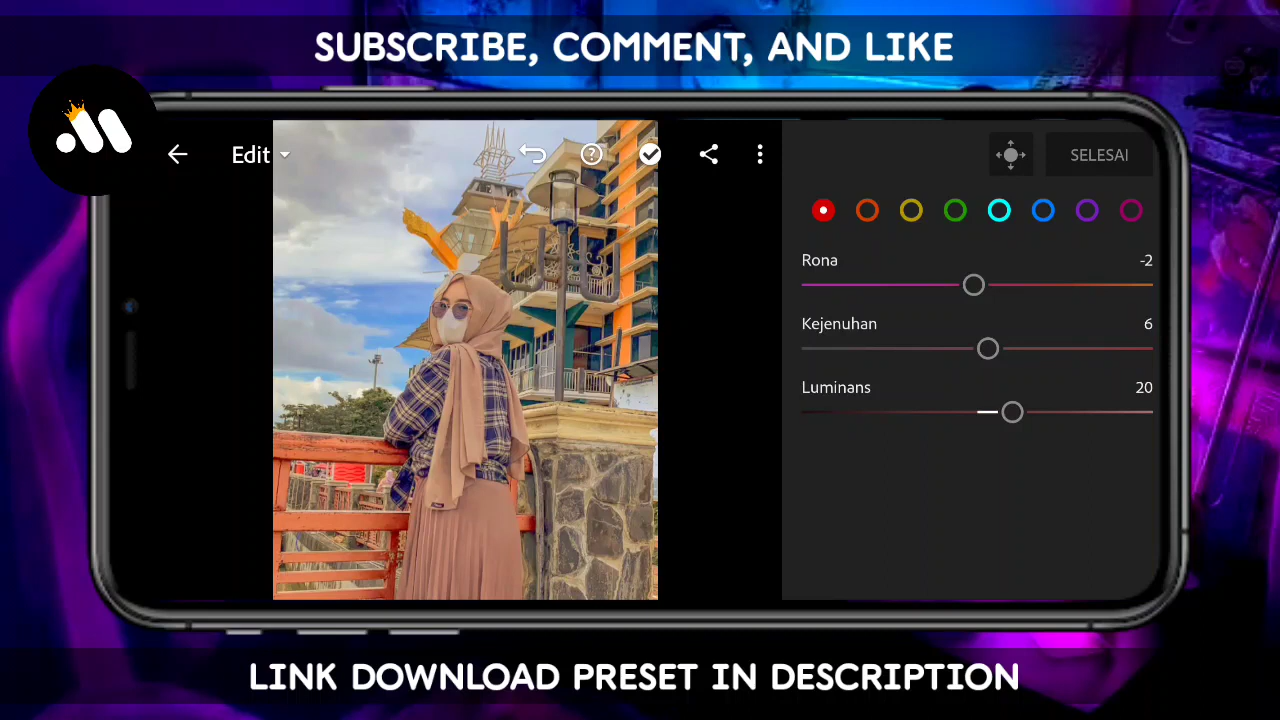 SUBSCRIBE, COMMENT, AND LIKE
Edit
SELESAI
Rona -2
Kejenuhan 6
Luminans 20
LINK DOWNLOAD PRESET IN DESCRIPTION